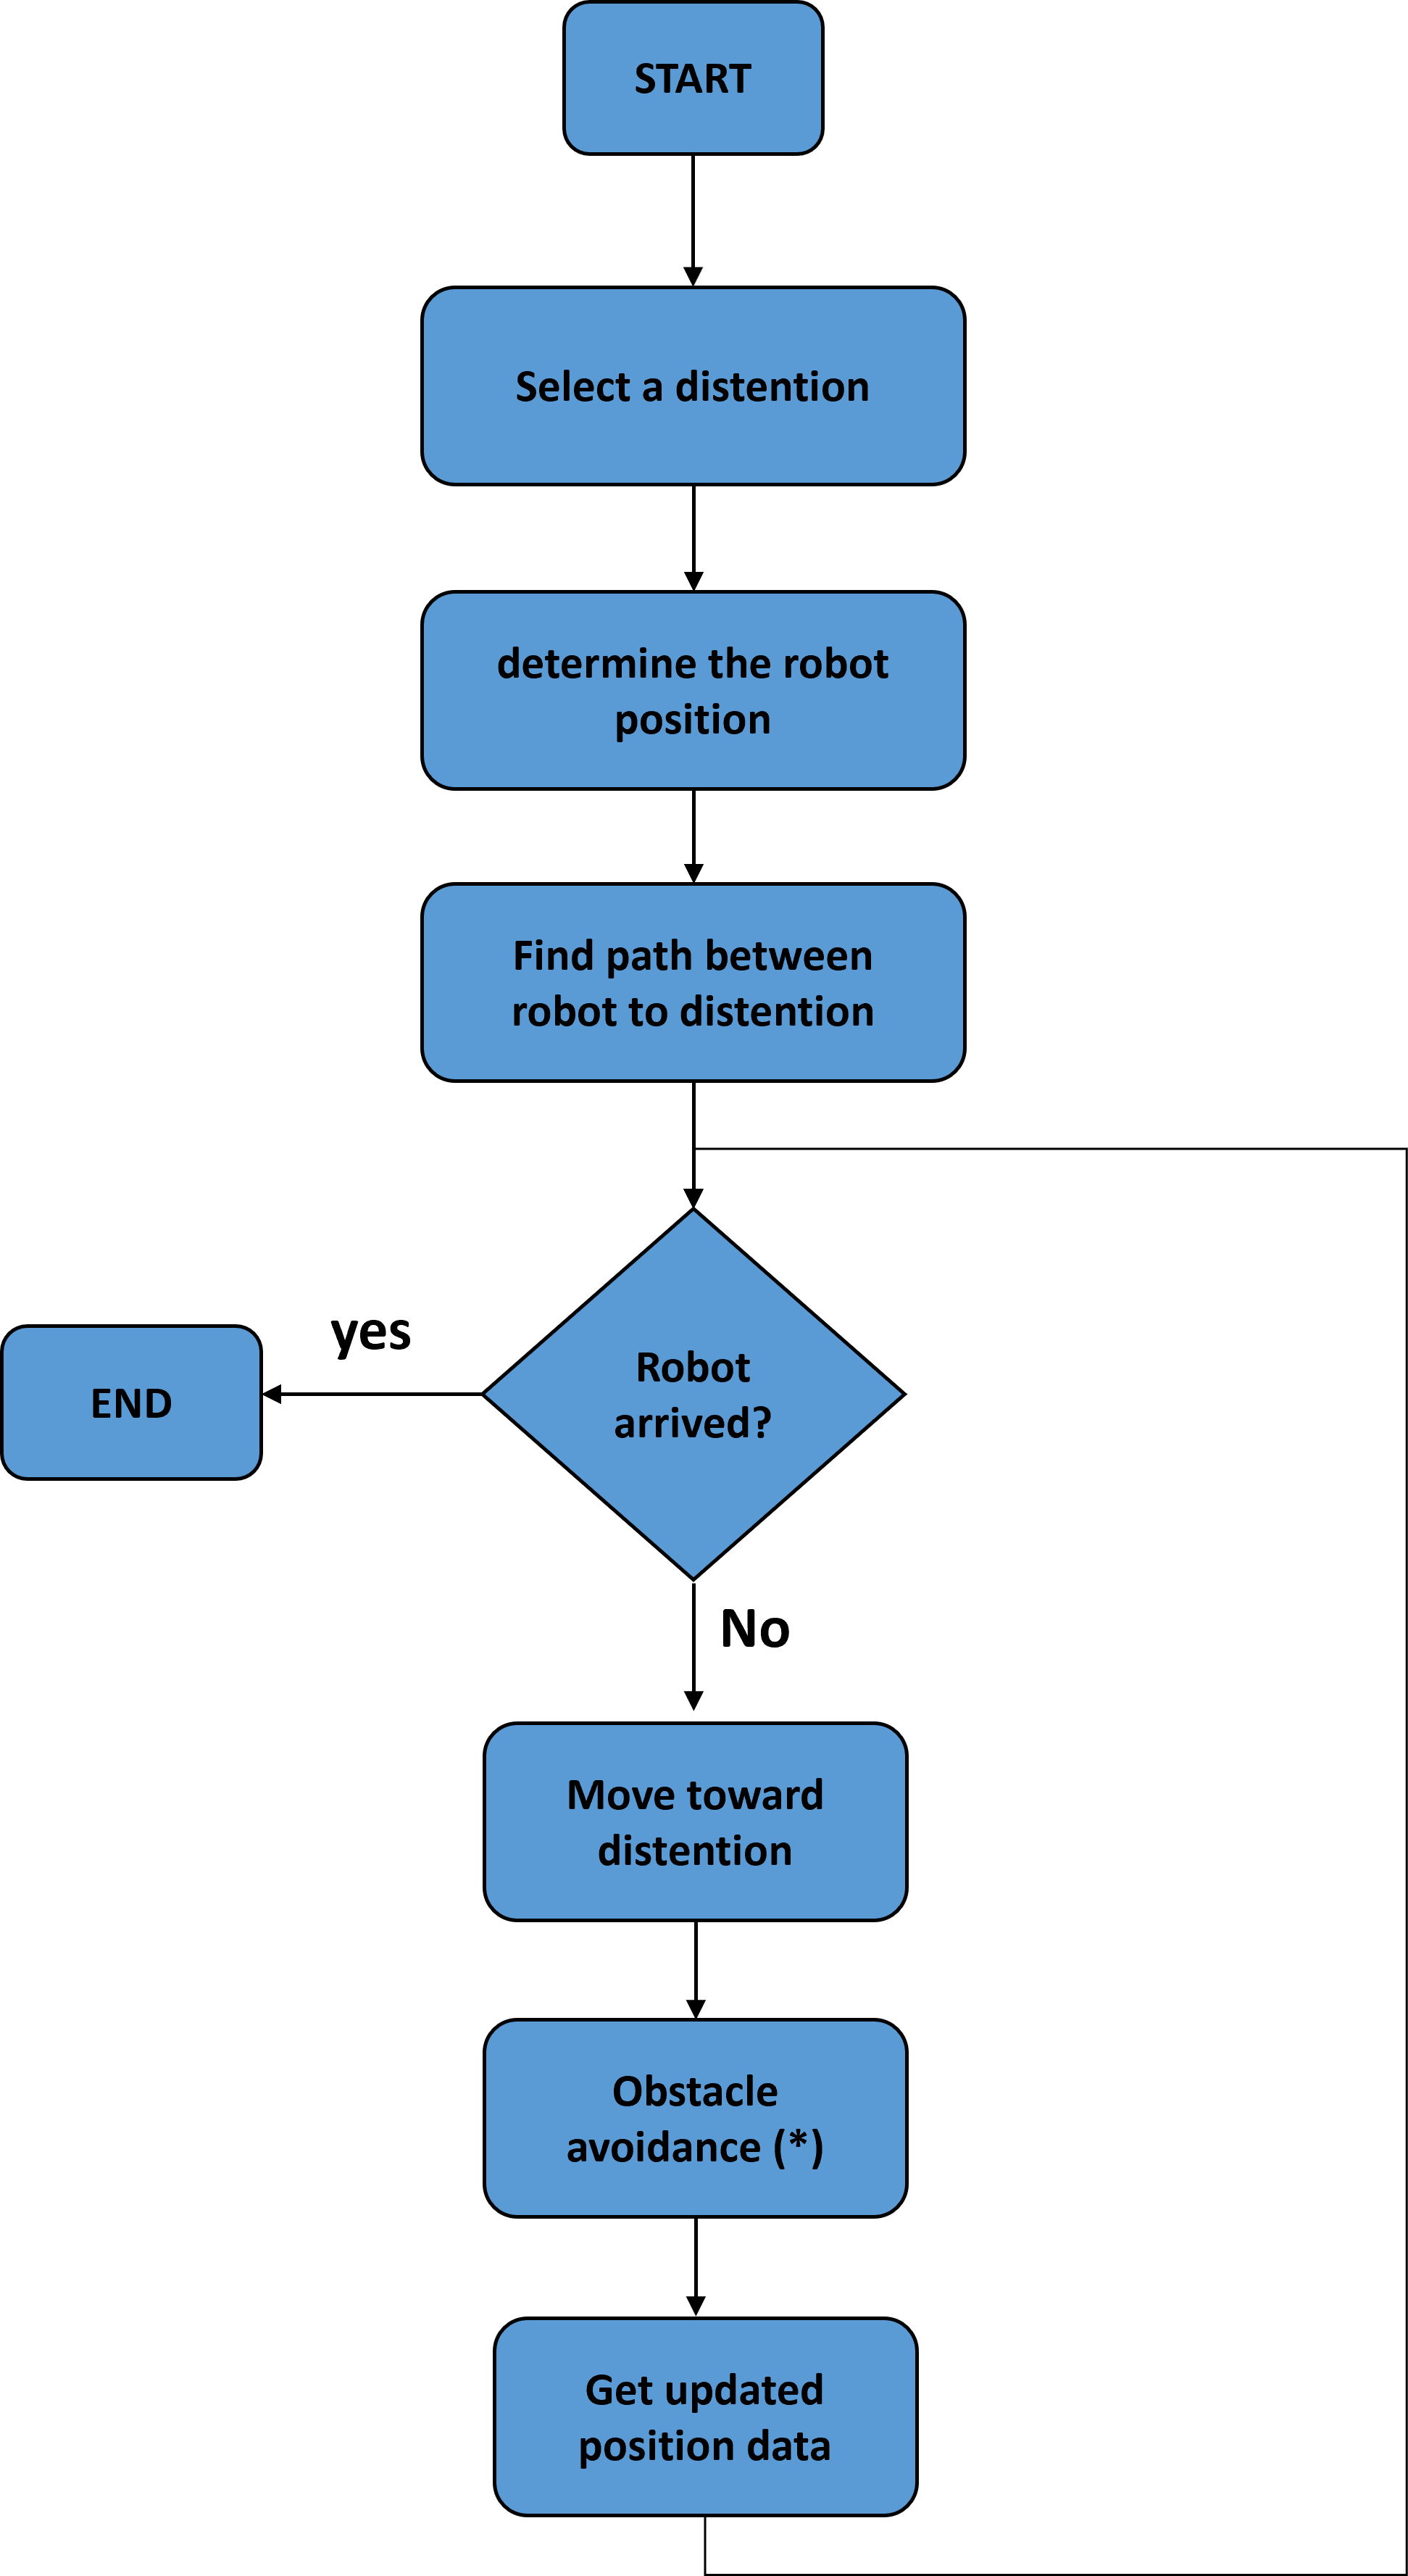 START
Select a distention
determine the robot
position
Find path between
robot to distention
yes
END
Robot
arrived?
No
Move toward
distention
Obstacle
avoidance (*)
Get updated
position data